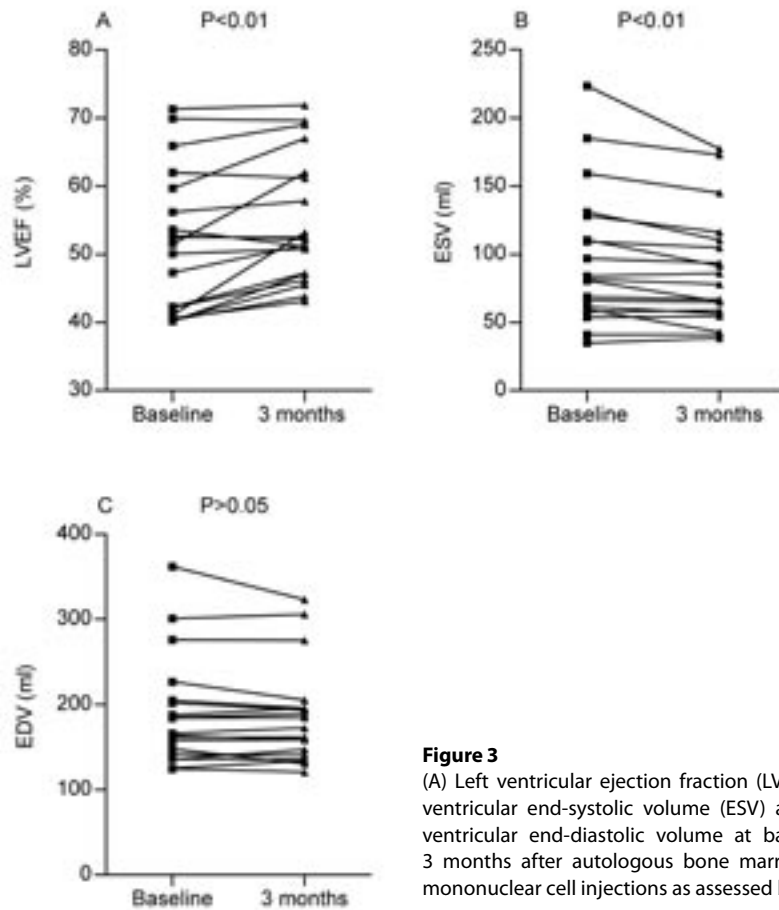 A P<0.01
80
70
60
50
40
30
LVEF (%)
Baseline 3 months
B P<0.01
250
200
150
100
50
0
ESV (ml)
Baseline 3 months
C P>0.05
400
300
200
100
0
EDV (ml)
Baseline 3 months
Figure 3
(A) Left ventricular ejection fraction
ventricular end-systolic volume (ESV)
ventricular end-diastolic volume at
3 months after autologous bone
mononuclear cell injections as assessed